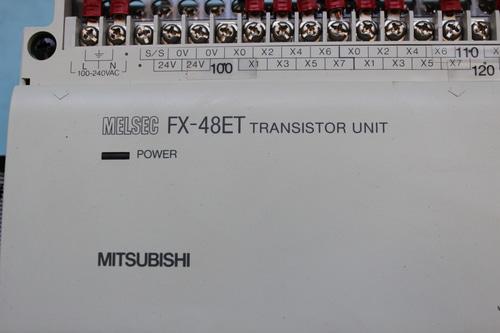 S/S 0V 0V X0 X2 X4 X6 X0 X2 X4 X6 110
L N 24V 24V 100 X1 X3 X5 X7 X1 X3 X5 X7 120
100-240VAC
MELSEC FX-48ET TRANSISTOR UNIT
POWER
MITSUBISHI